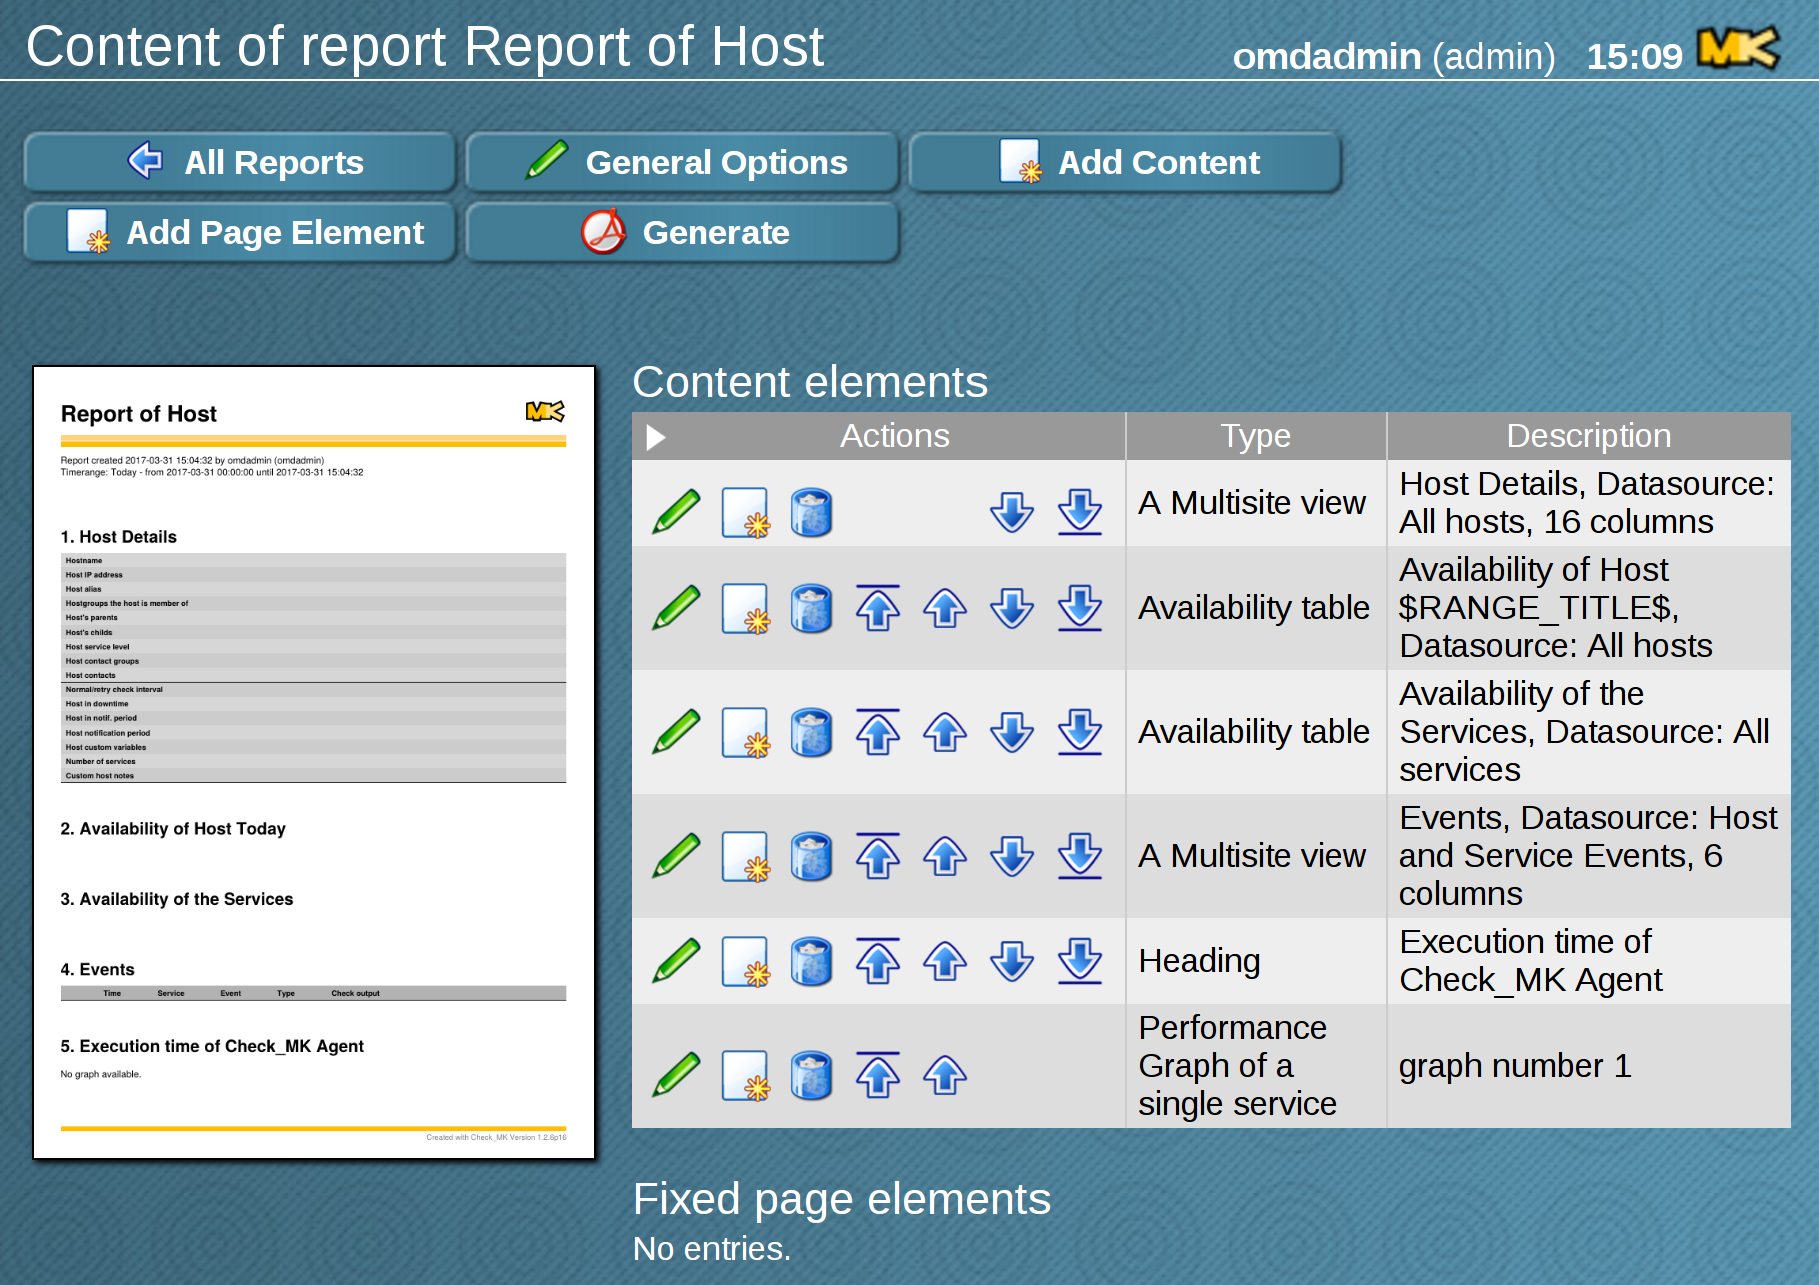 Content of report Report of Host
omdadmin (admin) 15:09
MK
All Reports
General Options
Add Content
Add Page Element
Generate
Report of Host
MK
Report created 2017-03-31 15:04:32 by omdadmin (omdadmin)
Timerange: Today - from 2017-03-31 00:00:00 until 2017-03-31 15:04:32
1. Host Details
Hostname
Host IP address
Host alias
Hostgroups the host is member of
Host's parents
Host's childs
Host service level
Host contact groups
Host contacts
Normal/retry check interval
Host in downtime
Host in notif. period
Host notification period
Host custom variables
Number of services
Custom host notes
2. Availability of Host Today
3. Availability of the Services
4. Events
Time Service Event Type Check output
5. Execution time of Check_MK Agent
No graph available.
Created with Check_MK Version 1.2.8p16
Content elements
Actions Type Description
A Multisite view
Host Details, Datasource:
All hosts, 16 columns
Availability table
Availability of Host
$RANGE_TITLE$,
Datasource: All hosts
Availability table
Availability of the
Services, Datasource: All
services
A Multisite view
Events, Datasource: Host
and Service Events, 6
columns
Heading
Execution time of
Check_MK Agent
Performance
Graph of a
single service
graph number 1
Fixed page elements
No entries.